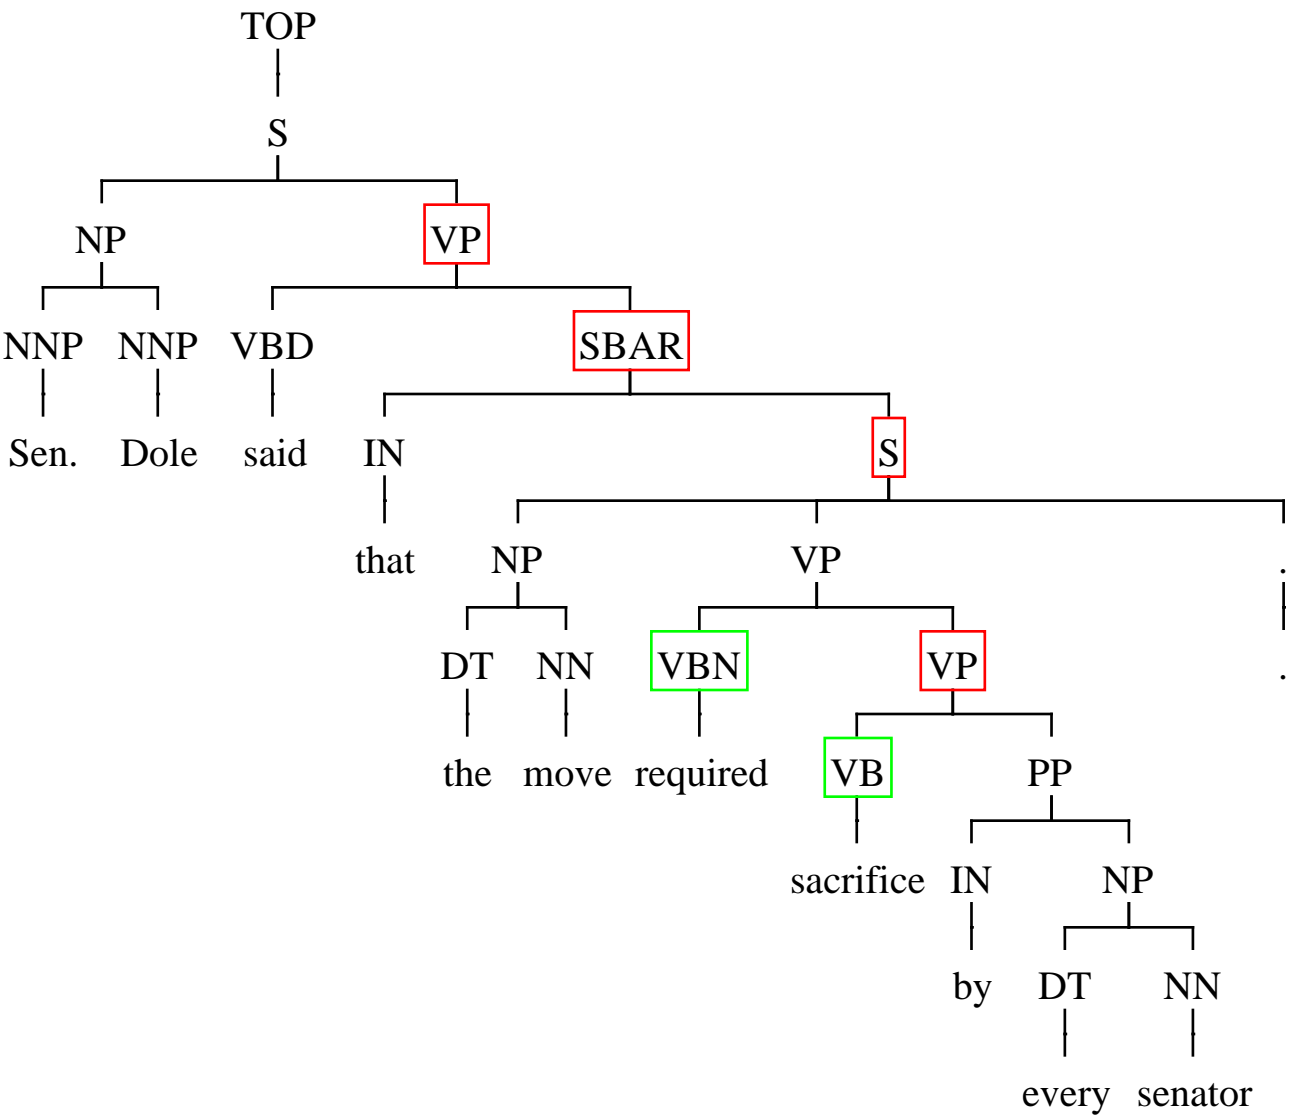 TOP
S
NP VP
NNP NNP VBD SBAR
Sen. Dole said IN S
that NP VP .
DT NN VBN VP .
the move required VB PP
sacrifice IN NP
by DT NN
every senator